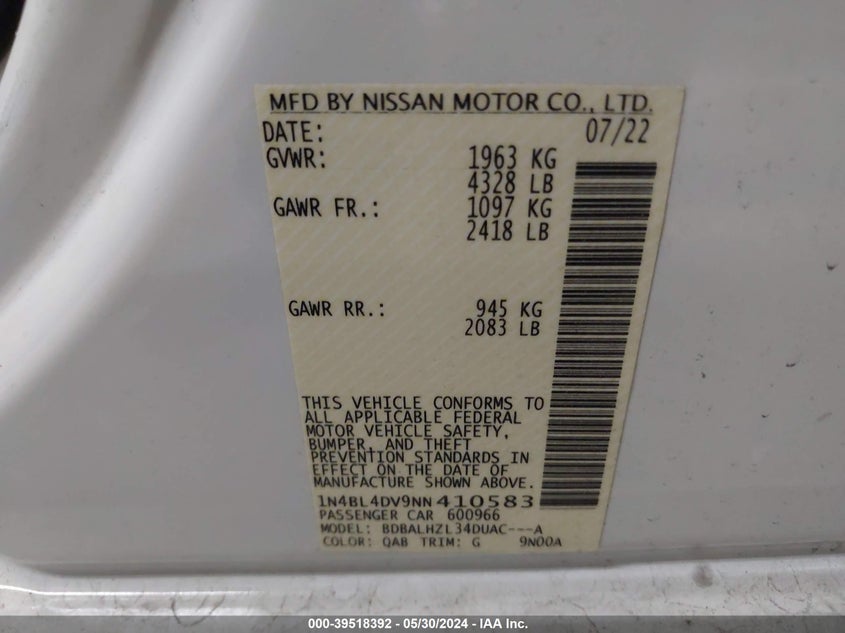 MFD BY NISSAN MOTOR CO., LTD.
DATE: 07/22
GVWR: 1963 KG
4328 LB
GAWR FR.: 1097 KG
2418 LB
GAWR RR.: 945 KG
2083 LB
THIS VEHICLE CONFORMS TO
ALL APPLICABLE FEDERAL
MOTOR VEHICLE SAFETY,
BUMPER, AND THEFT
PREVENTION STANDARDS IN
EFFECT ON THE DATE OF
MANUFACTURE SHOWN ABOVE.
1N4BL4DV9NN410583
PASSENGER CAR 600966
MODEL: BDBALHZL34DUAC---A
COLOR: QAB TRIM: G 9N00A
000-39518392 - 05/30/2024 - IAA Inc.